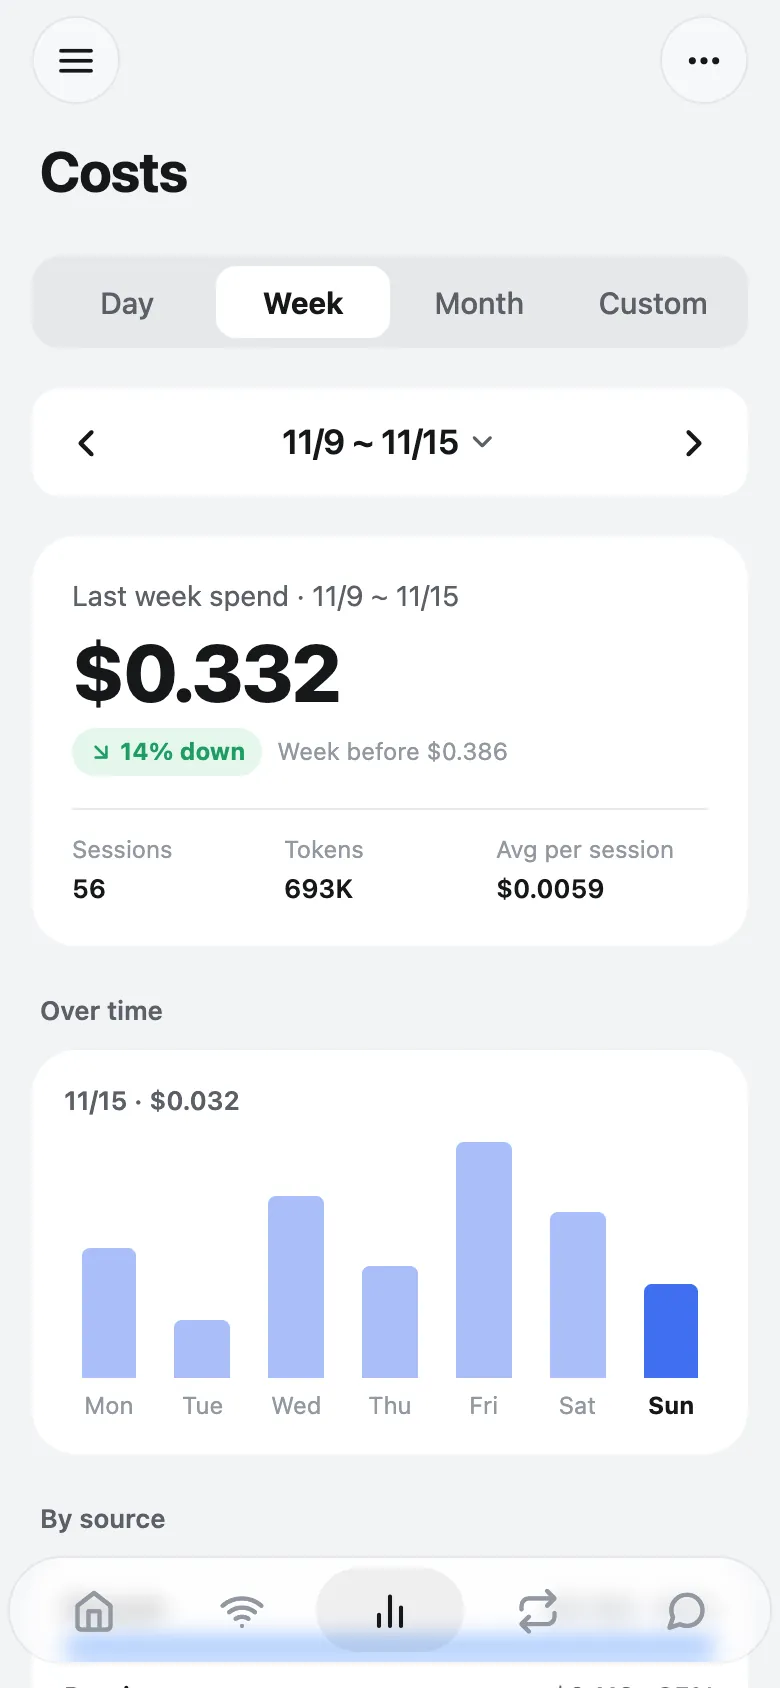 Costs
Day Week Month Custom
11/9 ~ 11/15
Last week spend · 11/9 ~ 11/15
$0.332
14% down Week before $0.386
Sessions Tokens Avg per session
56 693K $0.0059
Over time
11/15 · $0.032
Mon Tue Wed Thu Fri Sat Sun
By source